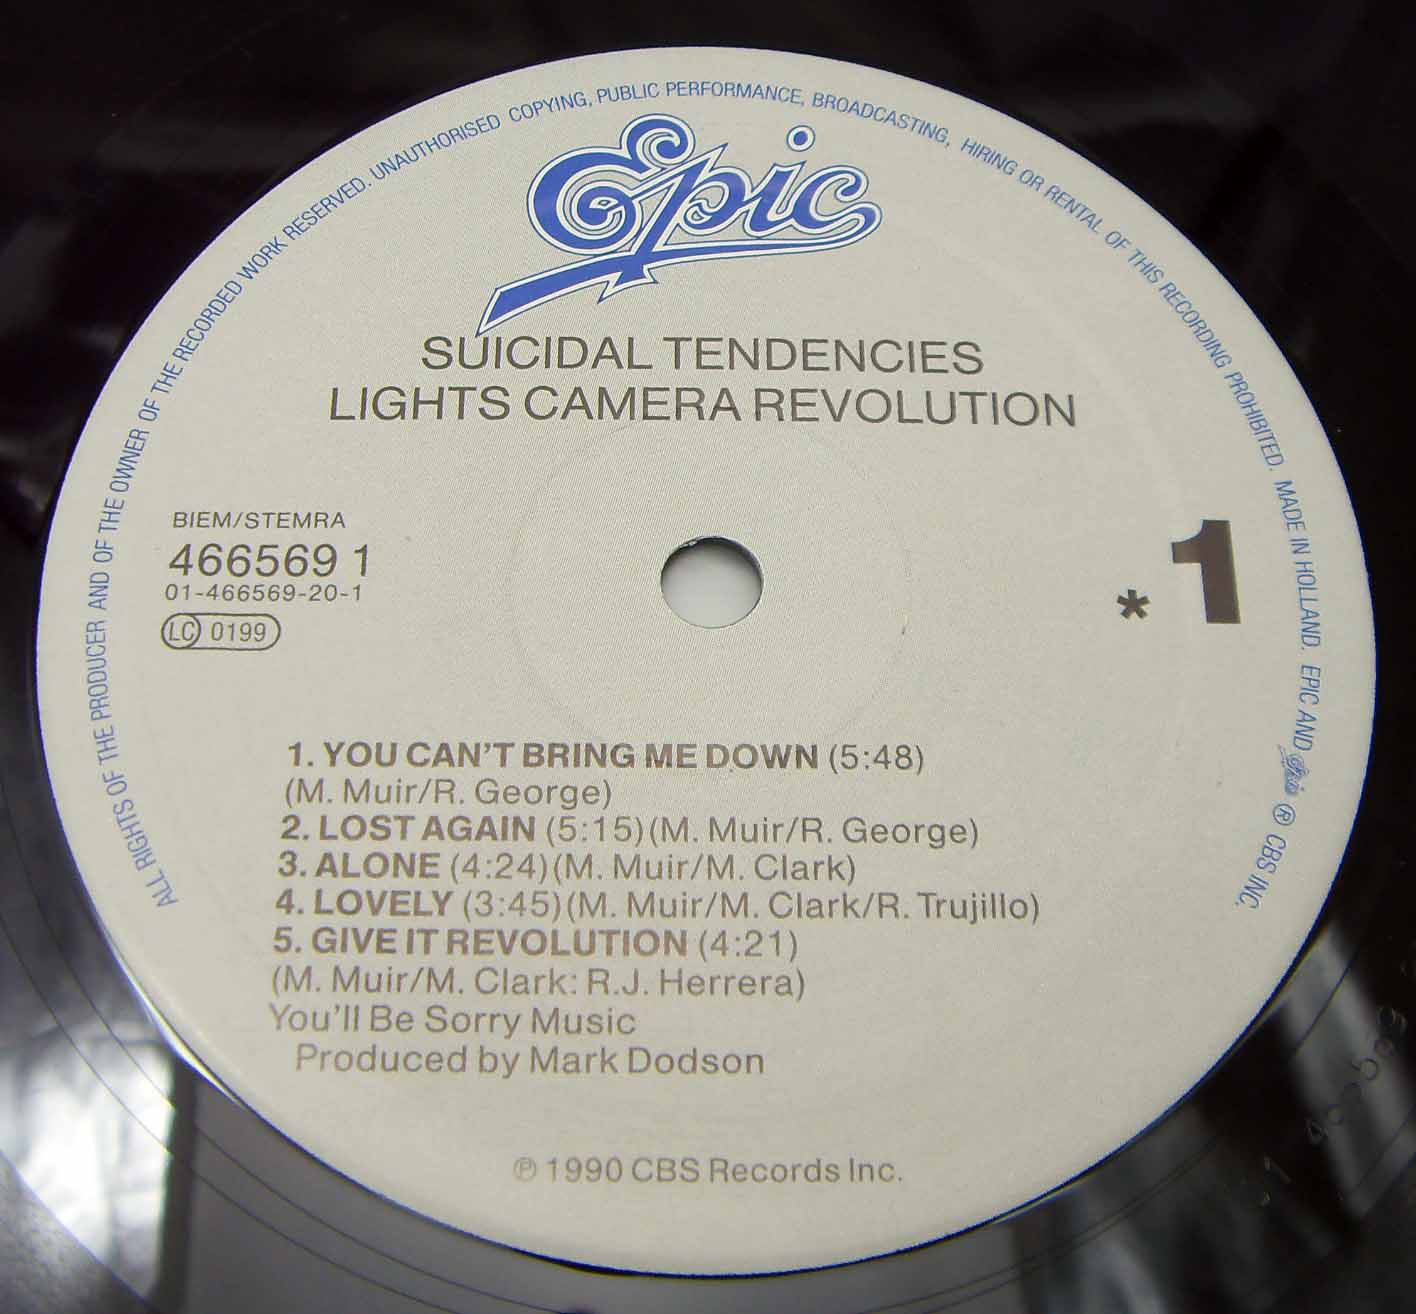 ALL RIGHTS OF THE PRODUCER AND OF THE OWNER OF THE RECORDED WORK RESERVED. UNAUTHORISED COPYING, PUBLIC PERFORMANCE, BROADCASTING, HIRING OR RENTAL OF THIS RECORDING PROHIBITED. MADE IN HOLLAND. EPIC AND Epic ® CBS INC.
Epic
SUICIDAL TENDENCIES
LIGHTS CAMERA REVOLUTION
BIEM/STEMRA
466569 1
01-466569-20-1
LC 0199
* 1
1. YOU CAN'T BRING ME DOWN (5:48)
(M. Muir/R. George)
2. LOST AGAIN (5:15)(M. Muir/R. George)
3. ALONE (4:24)(M. Muir/M. Clark)
4. LOVELY (3:45)(M. Muir/M. Clark/R. Trujillo)
5. GIVE IT REVOLUTION (4:21)
(M. Muir/M. Clark: R.J. Herrera)
You'll Be Sorry Music
Produced by Mark Dodson
℗ 1990 CBS Records Inc.